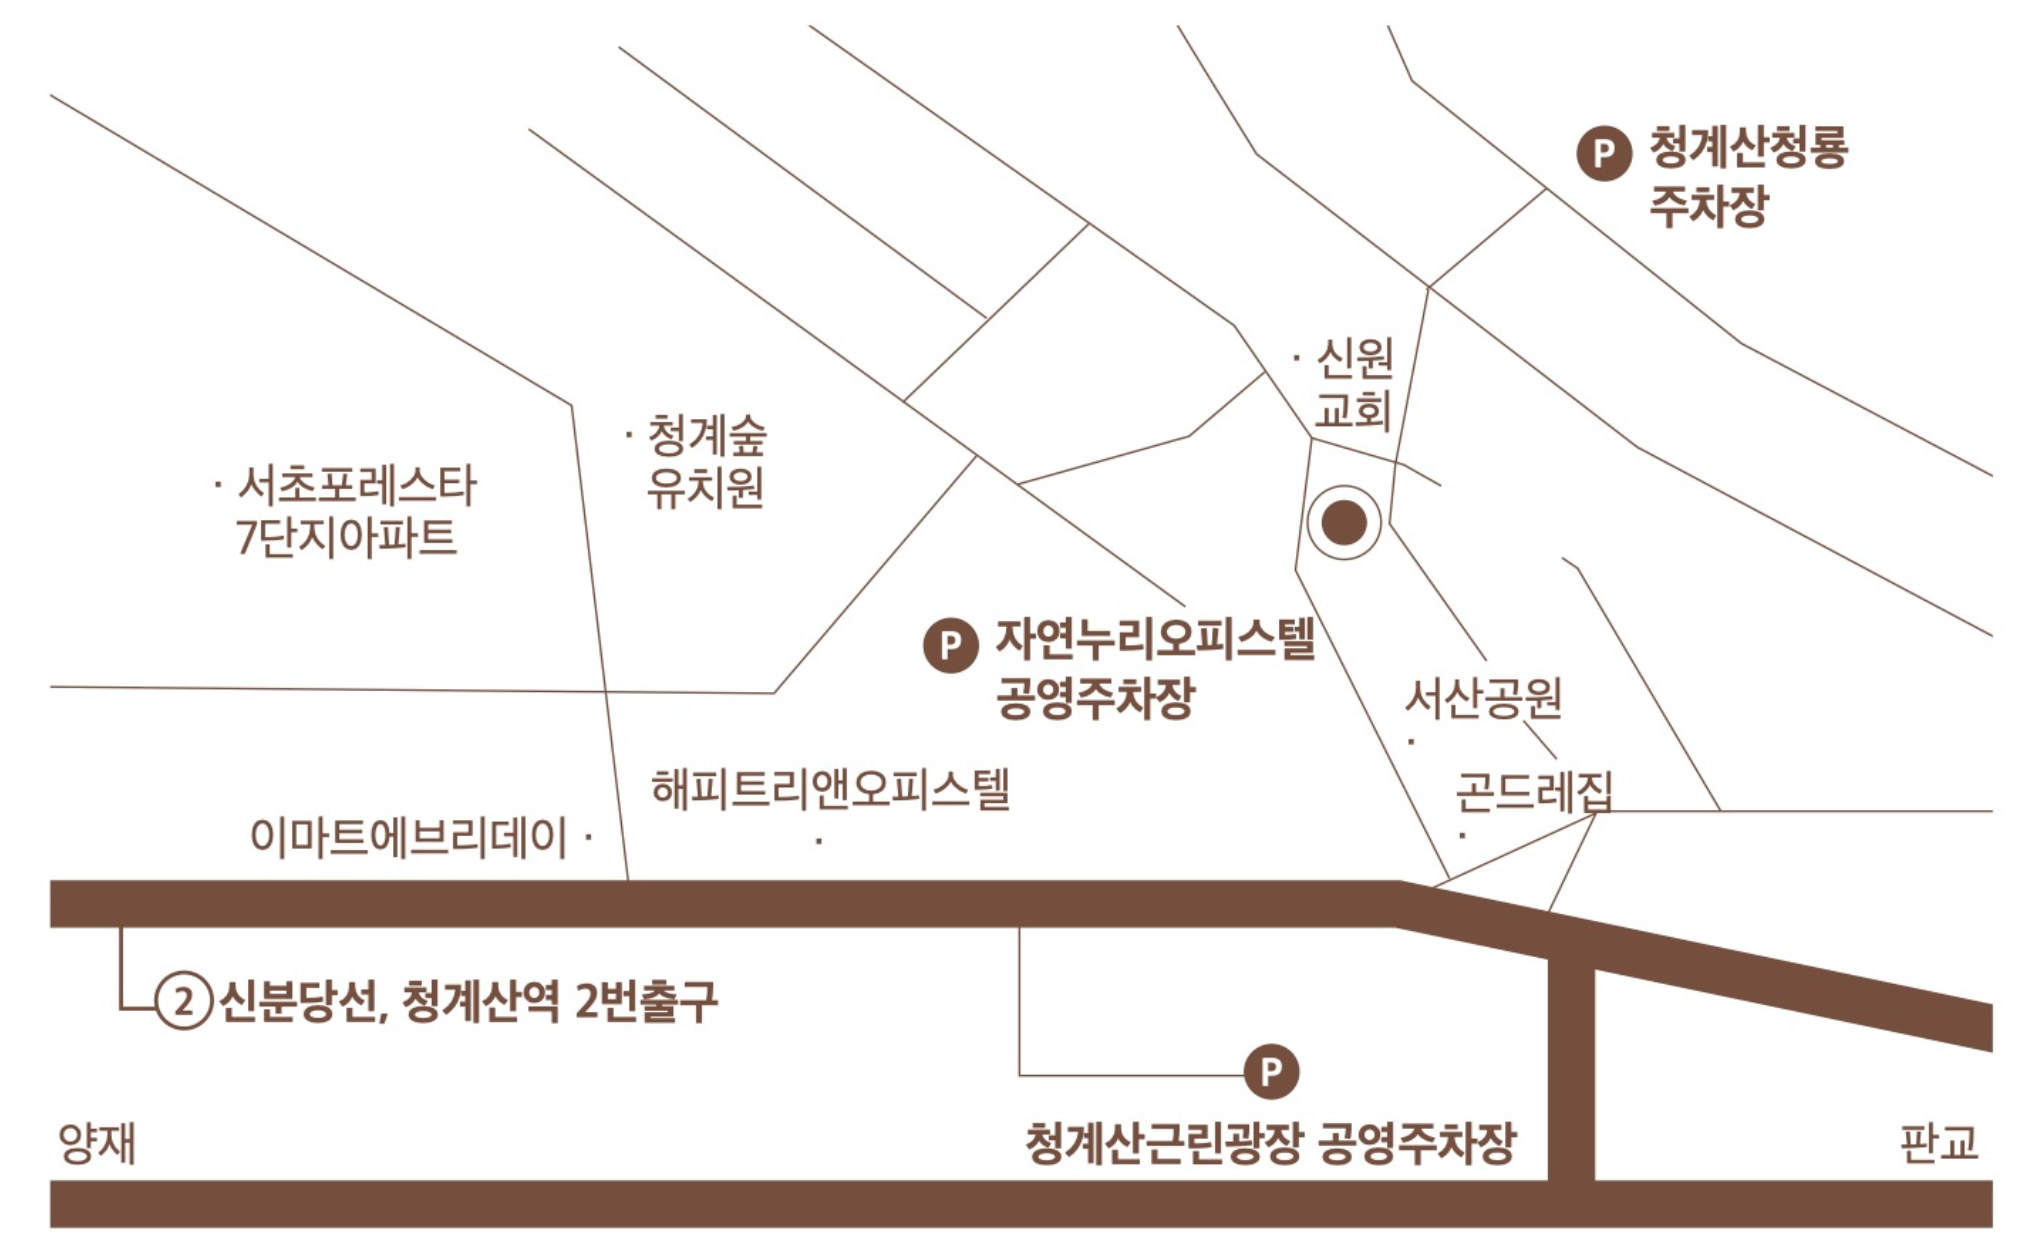 P 청계산청룡
주차장
· 신원
교회
· 청계숲
유치원
· 서초포레스타
7단지아파트
P 자연누리오피스텔
공영주차장
서산공원
·
해피트리앤오피스텔
·
곤드레집
·
이마트에브리데이 ·
2 신분당선, 청계산역 2번출구
P
청계산근린광장 공영주차장
양재
판교